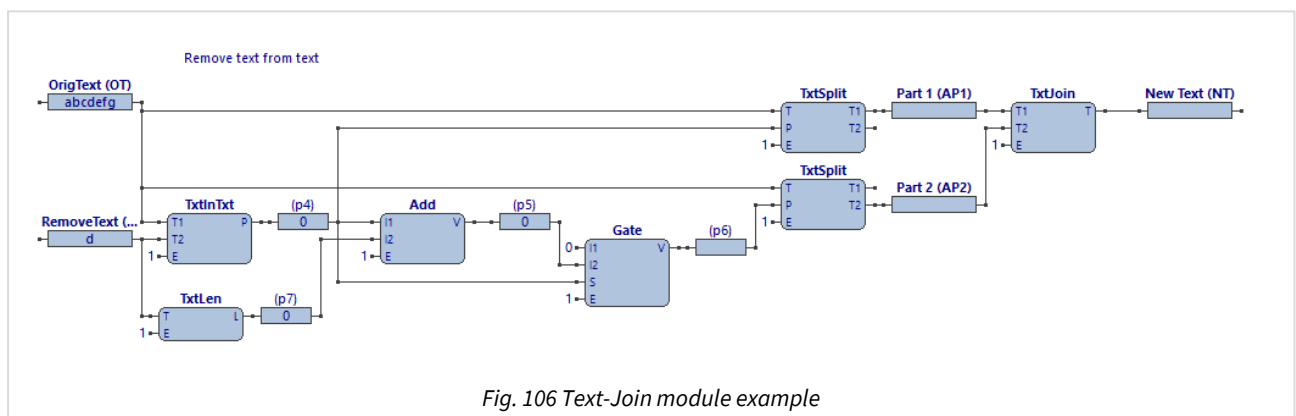 Remove text from text
OrigText (OT)
abcdefg
TxtSplit
T
T1
P
T2
1
E
Part 1 (AP1)
TxtJoin
T1
T
T2
1
E
New Text (NT)
TxtSplit
T
T1
P
T2
1
E
Part 2 (AP2)
RemoveText (...
d
TxtInTxt
T1
P
T2
1
E
(p4)
0
Add
I1
V
I2
1
E
(p5)
0
Gate
0
I1
V
I2
S
1
E
(p6)
TxtLen
T
L
1
E
(p7)
0
Fig. 106 Text-Join module example